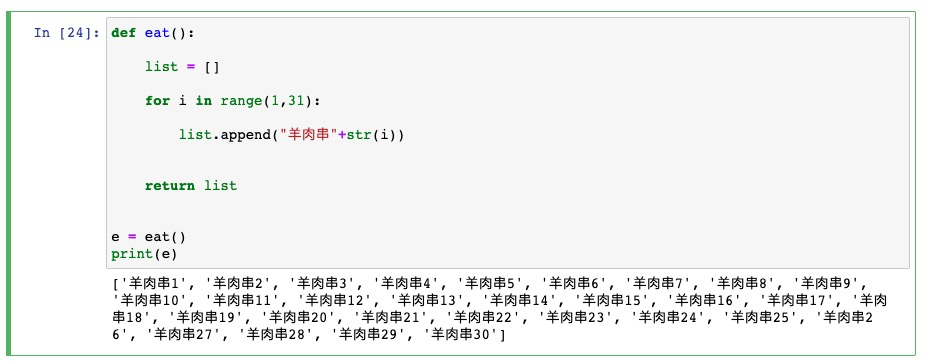 In [24]: def eat():
list = []
for i in range(1,31):
list.append("羊肉串"+str(i))
return list
e = eat()
print(e)
['羊肉串1', '羊肉串2', '羊肉串3', '羊肉串4', '羊肉串5', '羊肉串6', '羊肉串7', '羊肉串8', '羊肉串9',
'羊肉串10', '羊肉串11', '羊肉串12', '羊肉串13', '羊肉串14', '羊肉串15', '羊肉串16', '羊肉串17', '羊肉
串18', '羊肉串19', '羊肉串20', '羊肉串21', '羊肉串22', '羊肉串23', '羊肉串24', '羊肉串25', '羊肉串2
6', '羊肉串27', '羊肉串28', '羊肉串29', '羊肉串30']